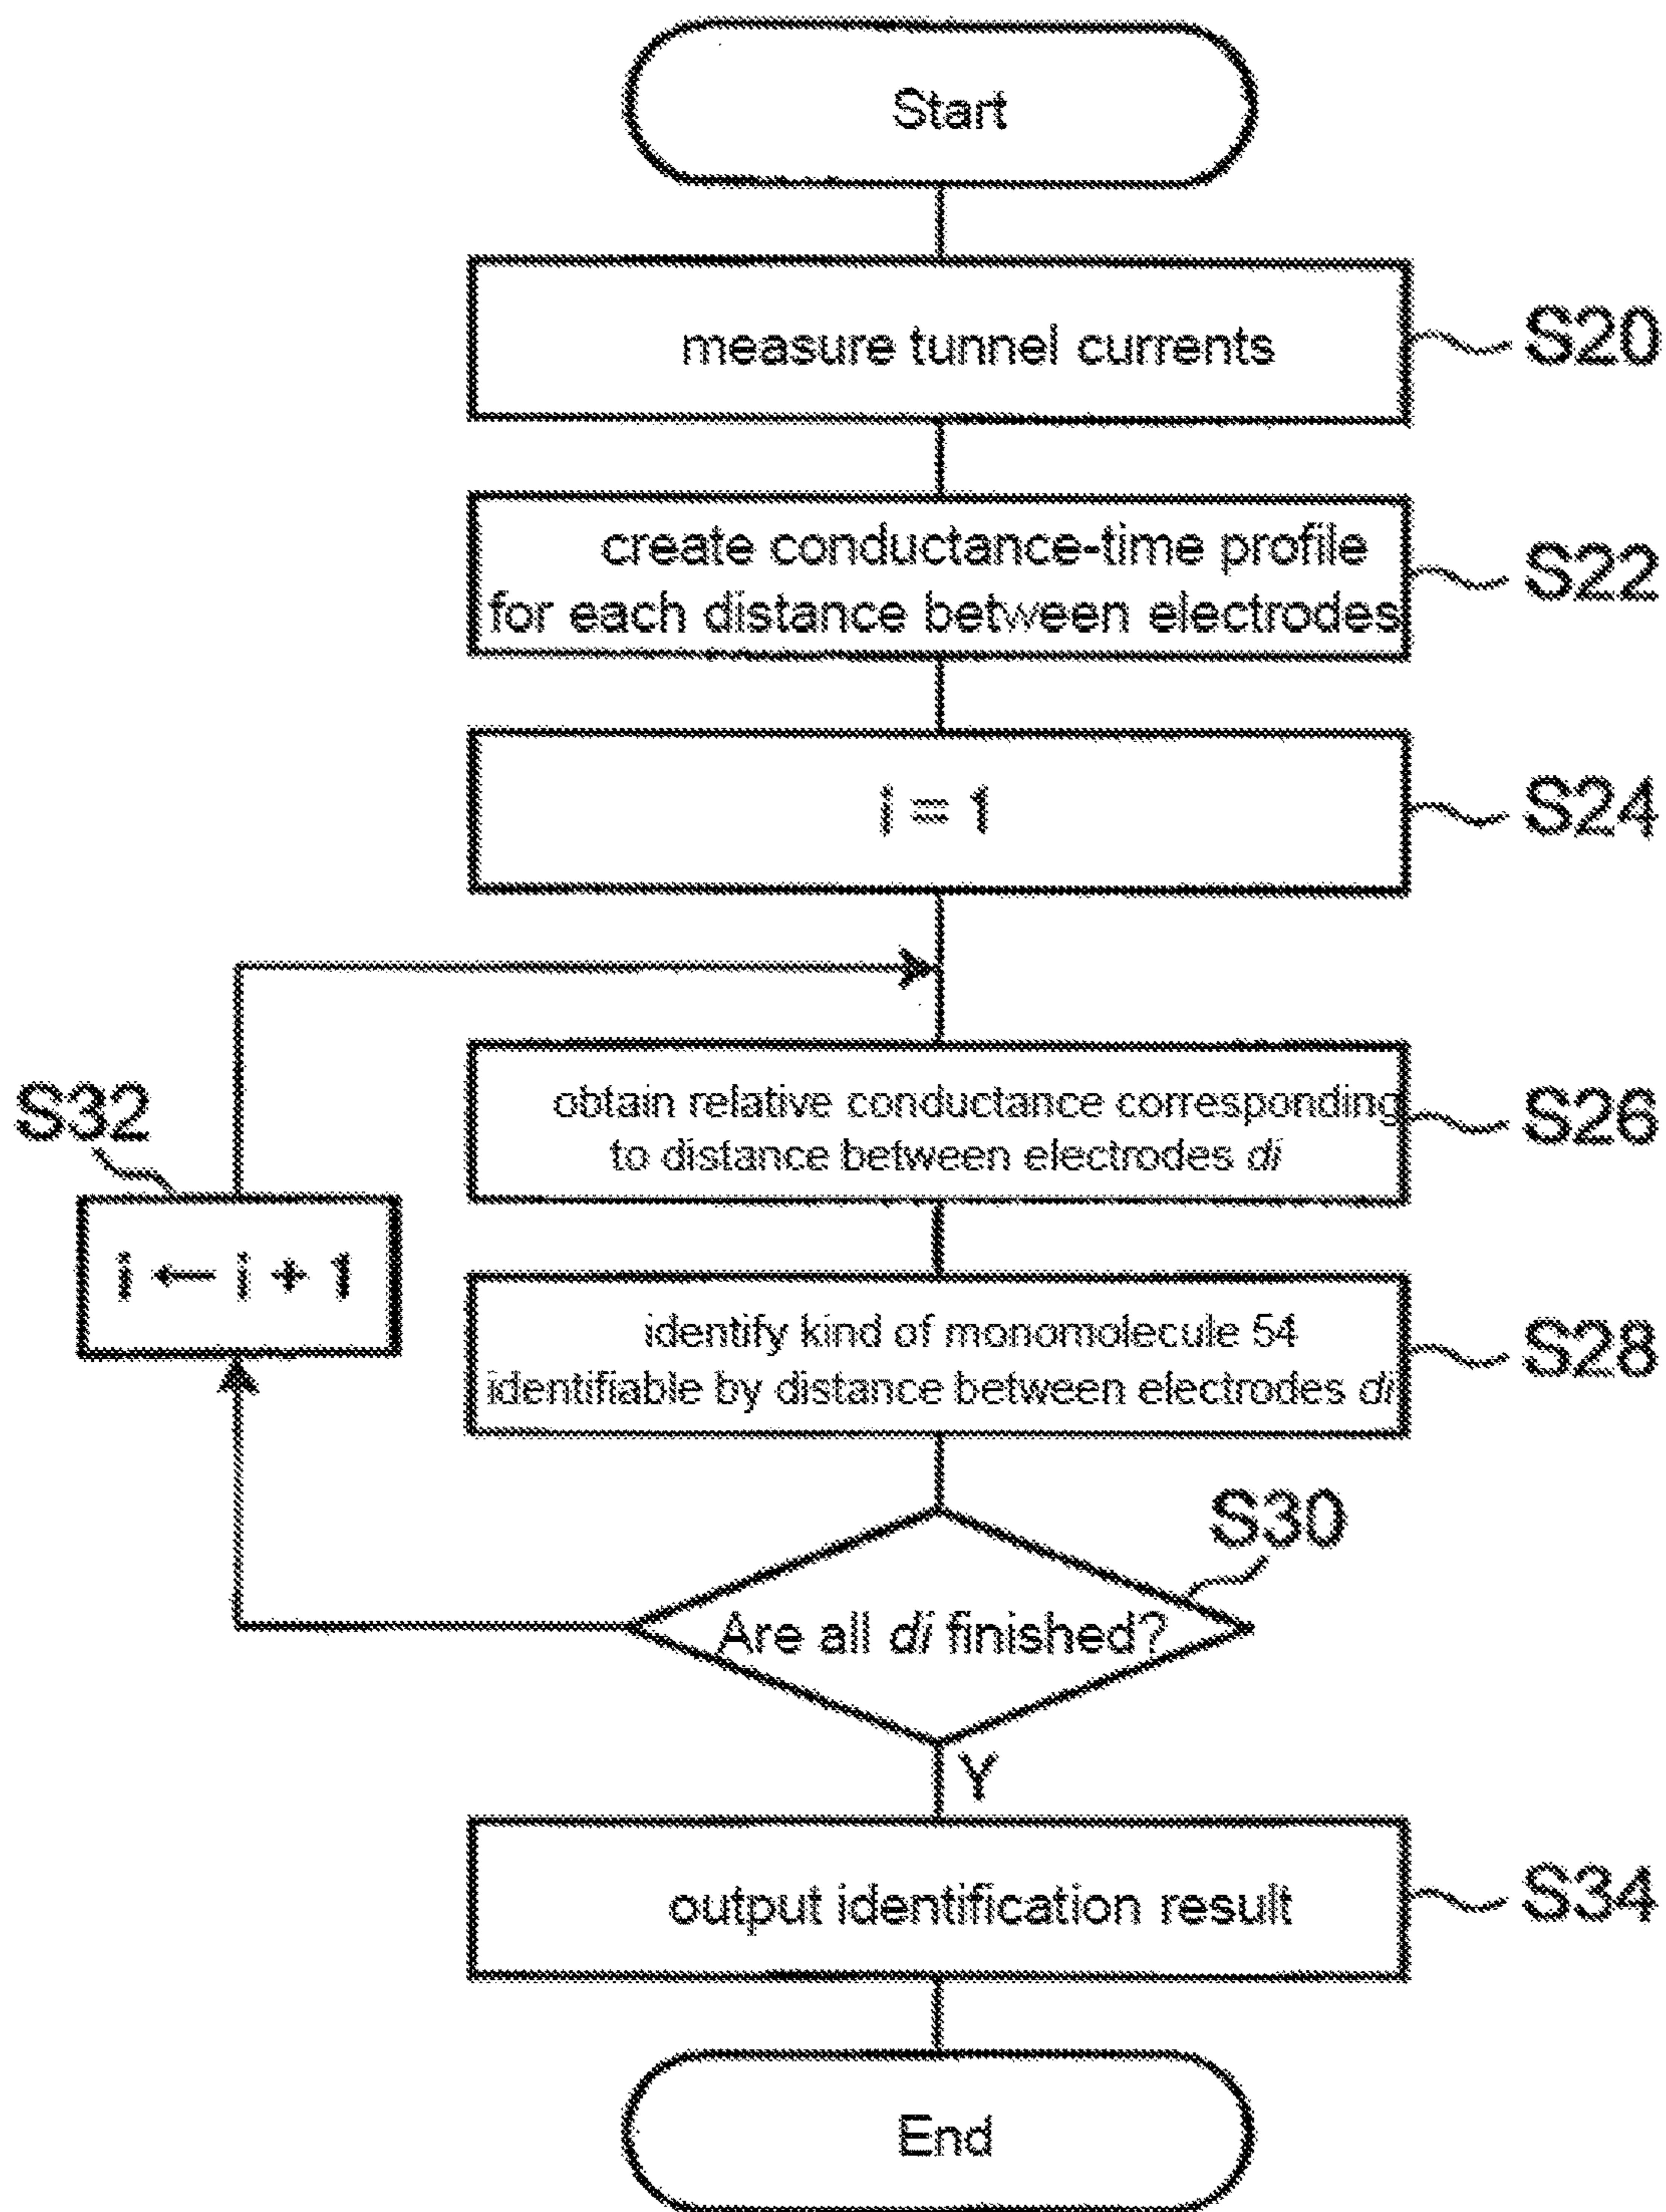 Start
measure tunnel currents
S20
create conductance-time profile
for each distance between electrodes
S22
i = 1
S24
obtain relative conductance corresponding
to distance between electrodes di
S26
S32
i ← i + 1
identify kind of monomolecule 54
identifiable by distance between electrodes di
S28
S30
Are all di finished?
Y
output identification result
S34
End